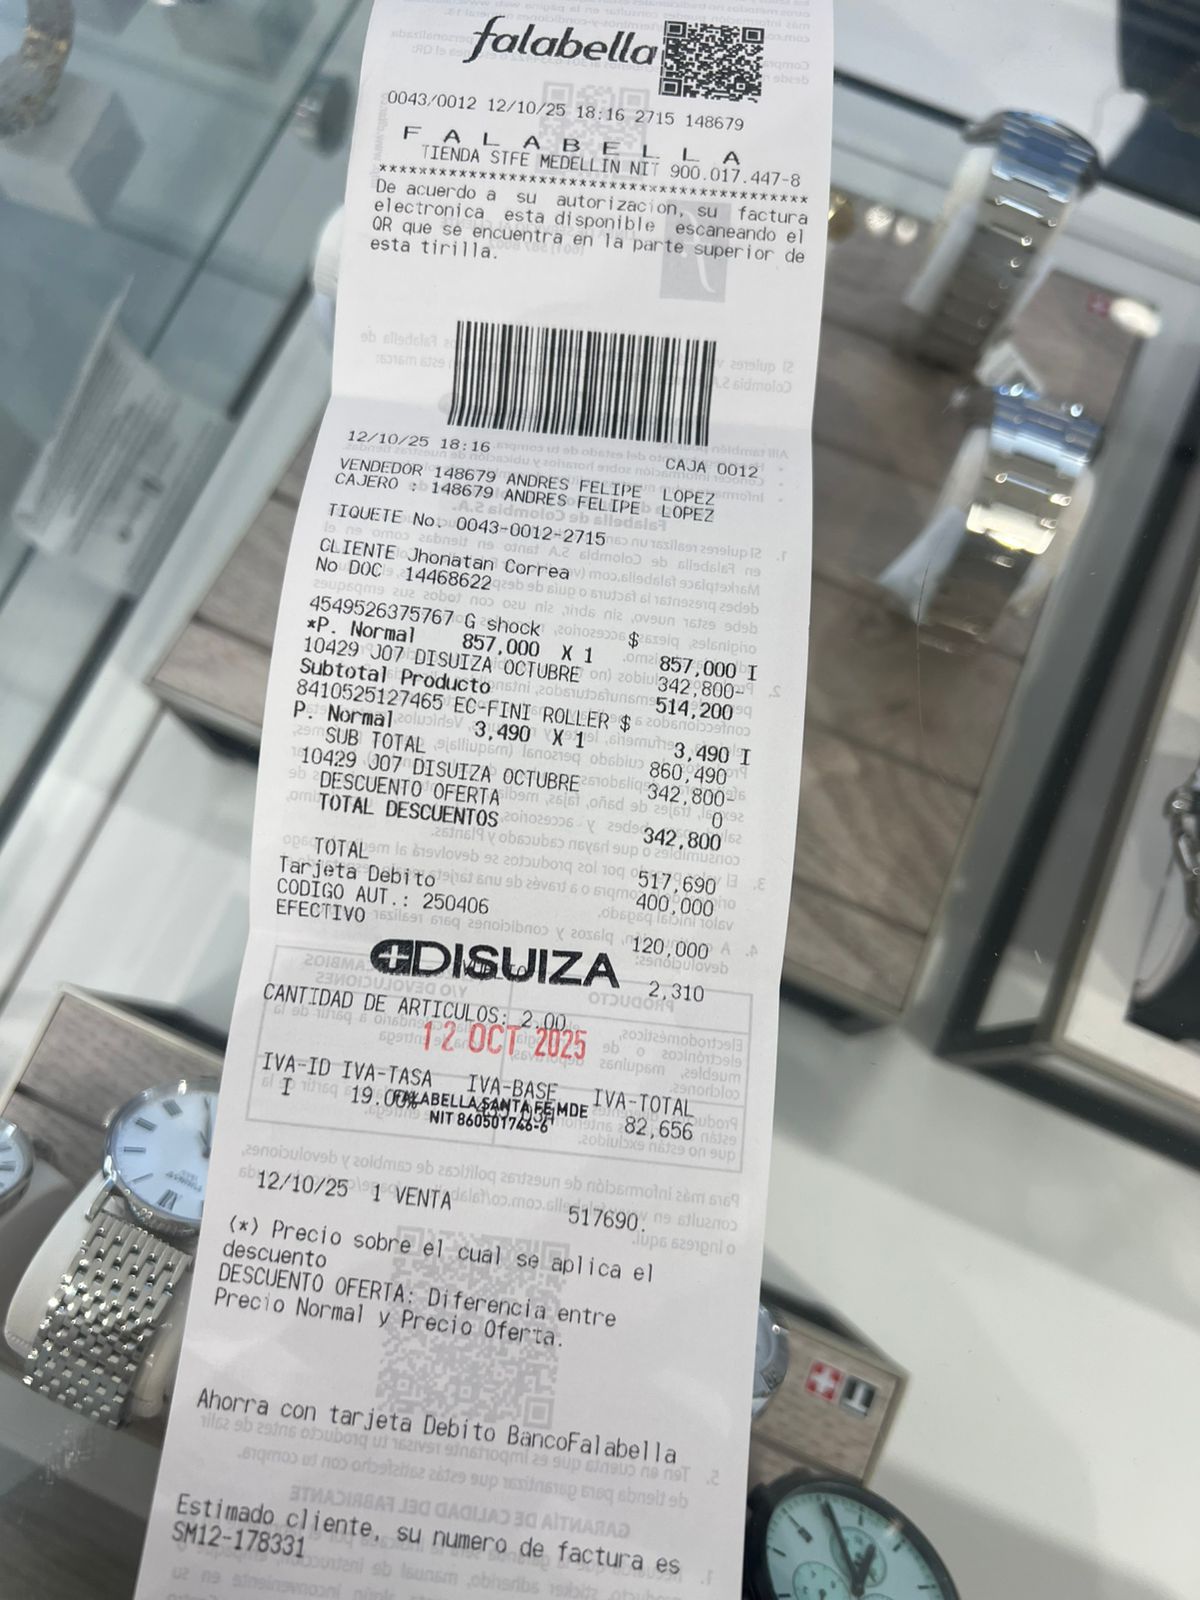 falabella
0043/0012 12/10/25 18:16 2715 148679
F A L A B E L L A
TIENDA STFE MEDELLIN NIT 900.017.447-8
****************************************
De acuerdo a su autorizacion, su factura
electronica esta disponible escaneando el
QR que se encuentra en la parte superior de
esta tirilla.
12/10/25 18:16 CAJA 0012
VENDEDOR 148679 ANDRES FELIPE LOPEZ
CAJERO : 148679 ANDRES FELIPE LOPEZ
TIQUETE No. 0043-0012-2715
CLIENTE Jhonatan Correa
No DOC 14468622
4549526375767 G shock $
*P. Normal 857,000 X 1 857,000 I
10429 J07 DISUIZA OCTUBRE 342,800-
Subtotal Producto 514,200
8410525127465 EC-FINI ROLLER $
P. Normal 3,490 X 1 3,490 I
SUB TOTAL 860,490
10429 J07 DISUIZA OCTUBRE 342,800-
DESCUENTO OFERTA 0
TOTAL DESCUENTOS 342,800
TOTAL 517,690
Tarjeta Debito 400,000
CODIGO AUT.: 250406
EFECTIVO 120,000
DISUIZA
2,310
CANTIDAD DE ARTICULOS: 2.00
12 OCT 2025
IVA-ID IVA-TASA IVA-BASE IVA-TOTAL
I 19.00% 82,656
FALABELLA SANTA FE MDE
NIT 860501746-6
12/10/25 1 VENTA 517690.
(*) Precio sobre el cual se aplica el
descuento
DESCUENTO OFERTA: Diferencia entre
Precio Normal y Precio Oferta.
Ahorra con tarjeta Debito BancoFalabella
Estimado cliente, su numero de factura es
SM12-178331